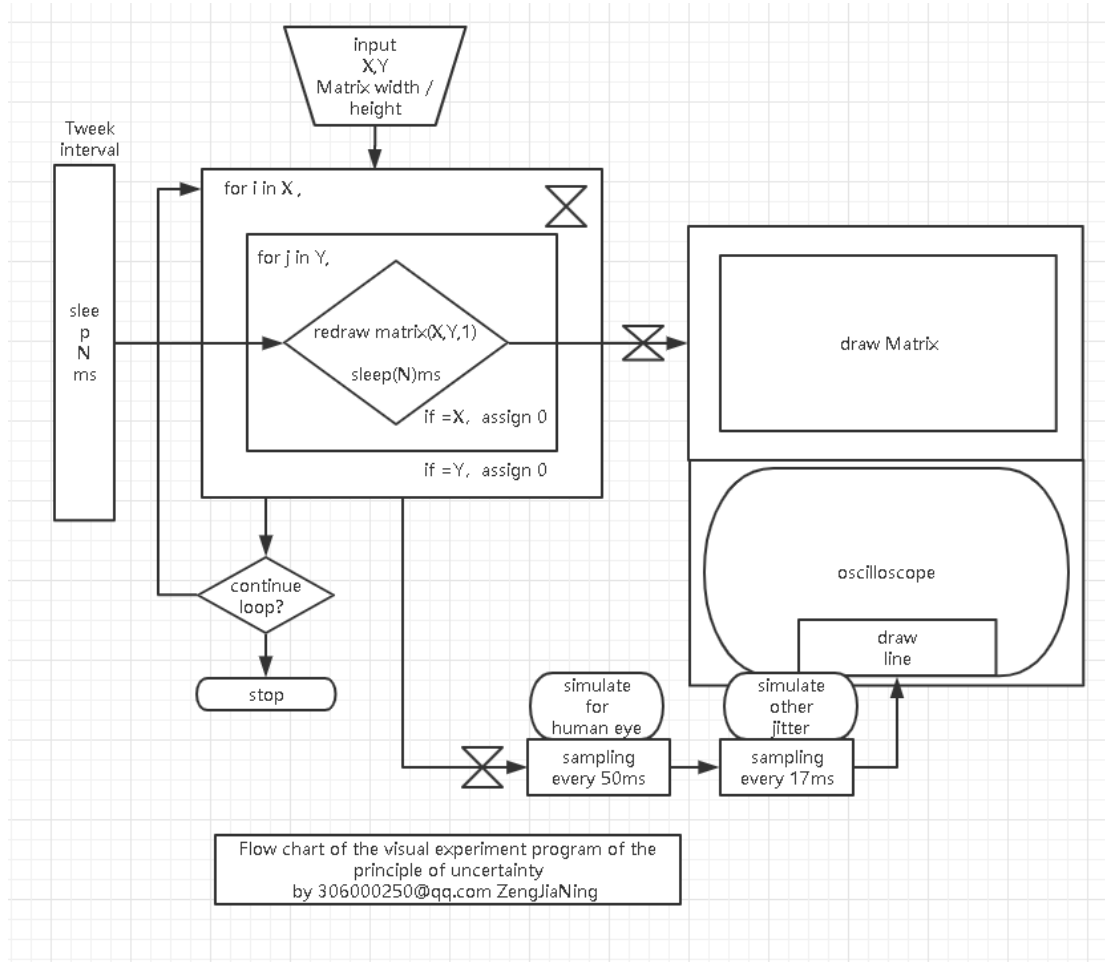 input
X,Y
Matrix width /
height
Tweek
interval
slee
p
N
ms
for i in X ,
for j in Y,
redraw matrix(X,Y,1)
sleep(N)ms
if =X, assign 0
if =Y, assign 0
draw Matrix
oscilloscope
draw
line
continue
loop?
stop
simulate
for
human eye
sampling
every 50ms
simulate
other
jitter
sampling
every 17ms
Flow chart of the visual experiment program of the
principle of uncertainty
by 306000250@qq.com ZengJiaNing